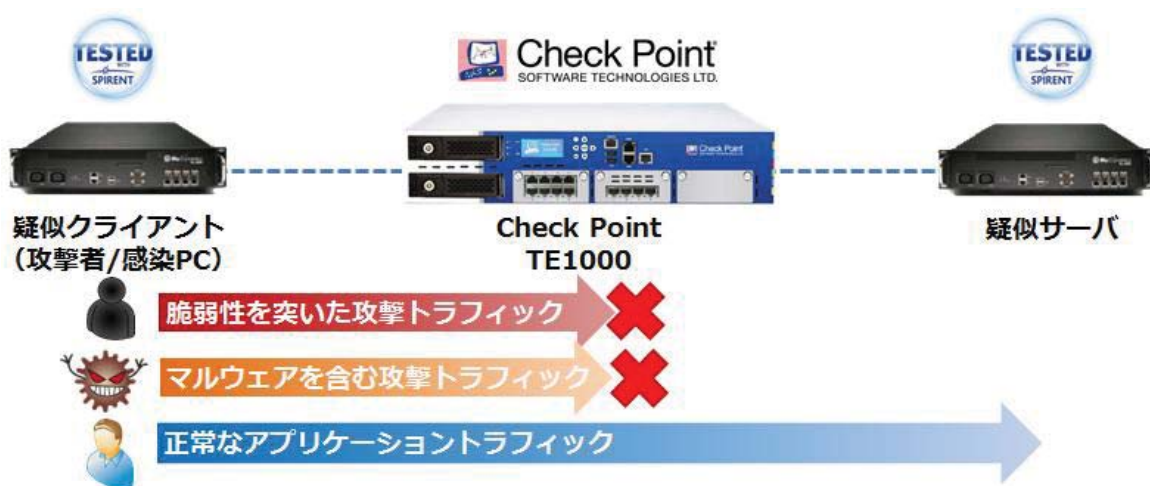 TESTED
WITH
SPIRENT
Check Point
SOFTWARE TECHNOLOGIES LTD.
TESTED
WITH
SPIRENT
Check Point
疑似クライアント
(攻撃者/感染PC)
Check Point
TE1000
疑似サーバ
脆弱性を突いた攻撃トラフィック
マルウェアを含む攻撃トラフィック
正常なアプリケーショントラフィック